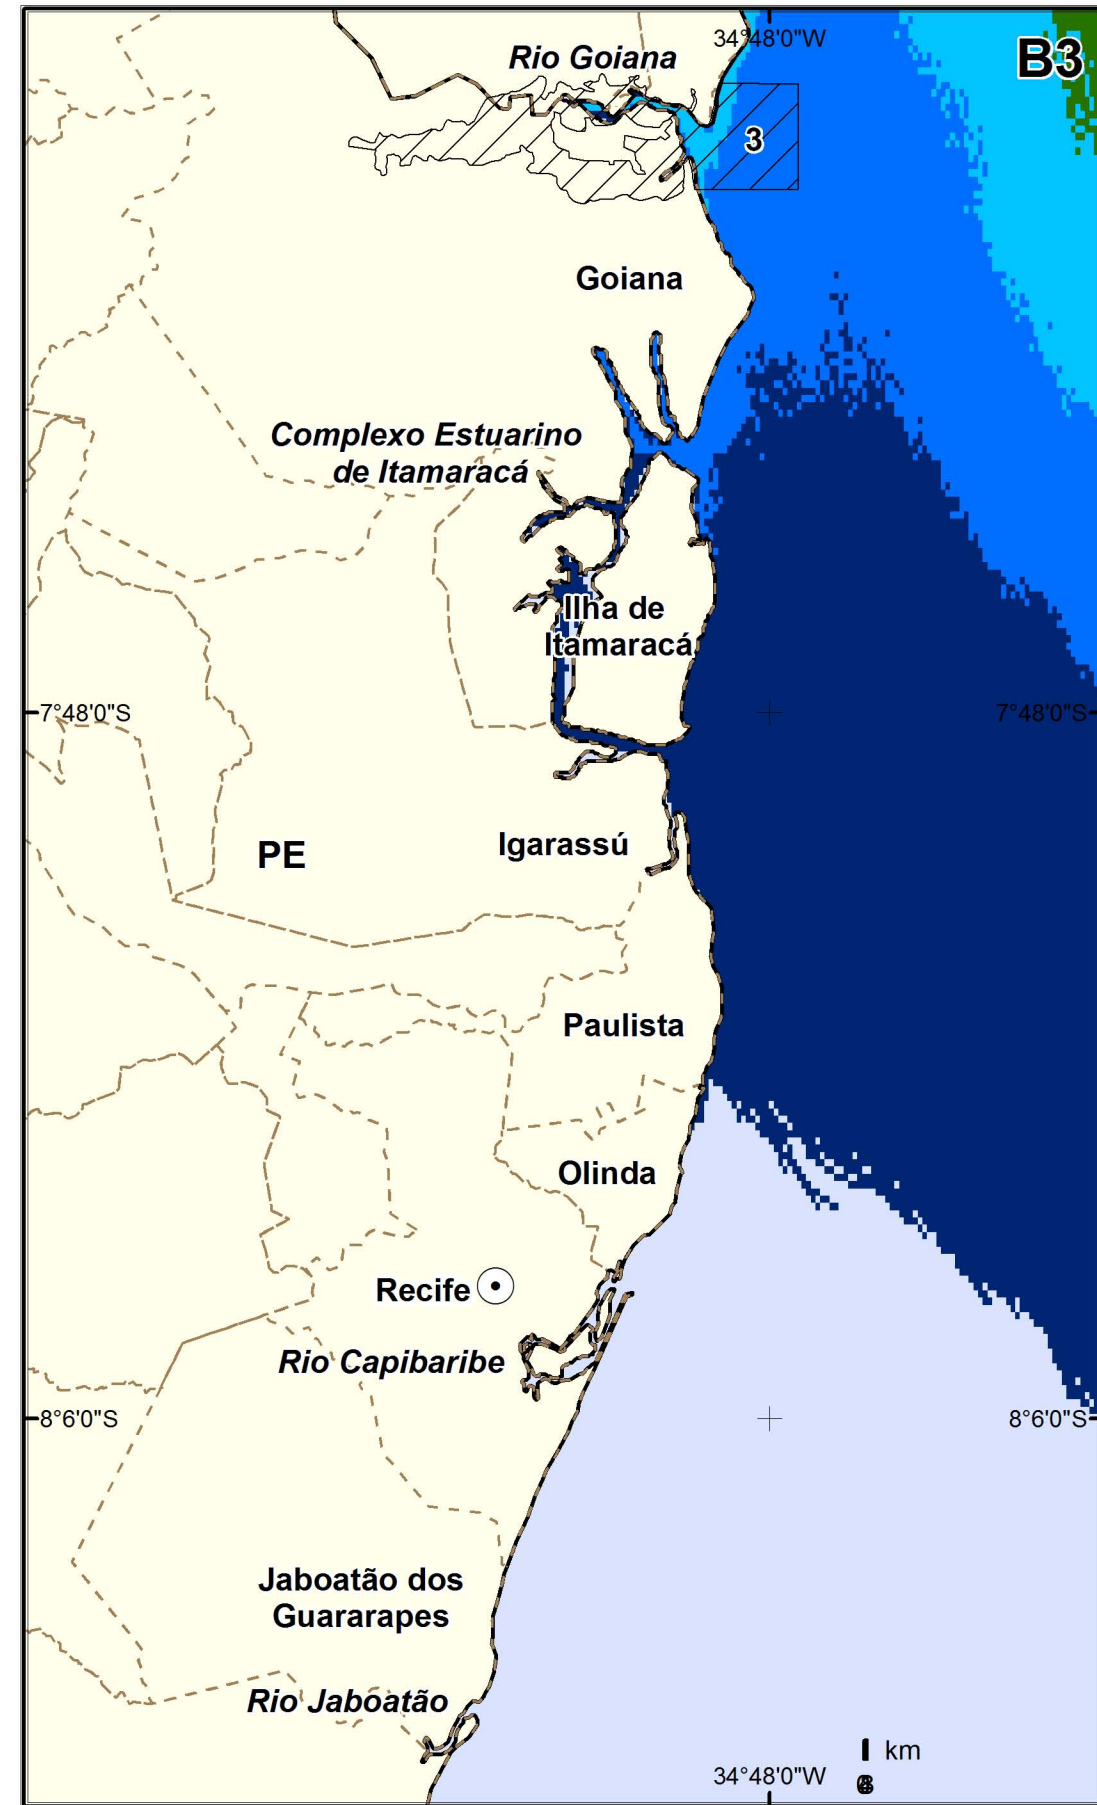 34°48'0"W
B3
Rio Goiana
3
Goiana
Complexo Estuarino
de Itamaracá
Ilha de
Itamaracá
7°48'0"S
7°48'0"S
Igarassú
PE
Paulista
Olinda
Recife
Rio Capibaribe
8°6'0"S
8°6'0"S
Jaboatão dos
Guararapes
Rio Jaboatão
km
34°48'0"W